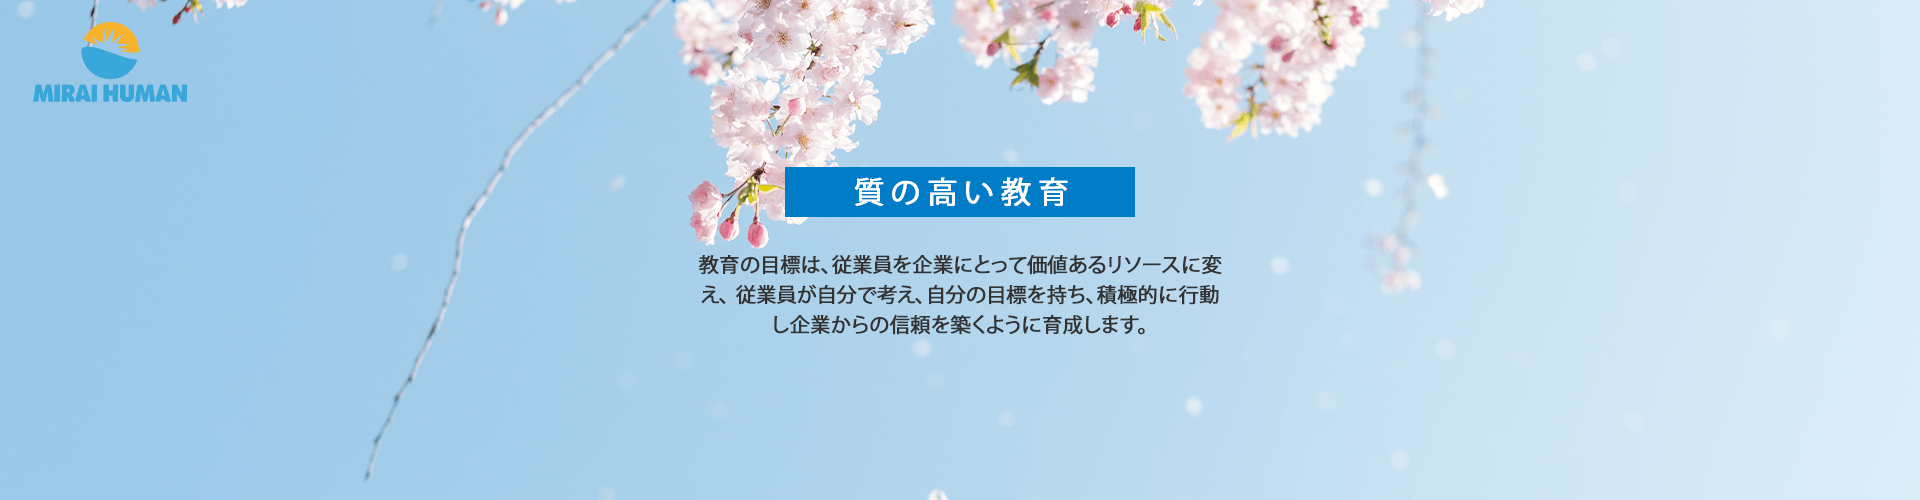 MIRAI HUMAN
質の高い教育
教育の目標は、従業員を企業にとって価値あるリソースに変
え、従業員が自分で考え、自分の目標を持ち、積極的に行動
し企業からの信頼を築くように育成します。